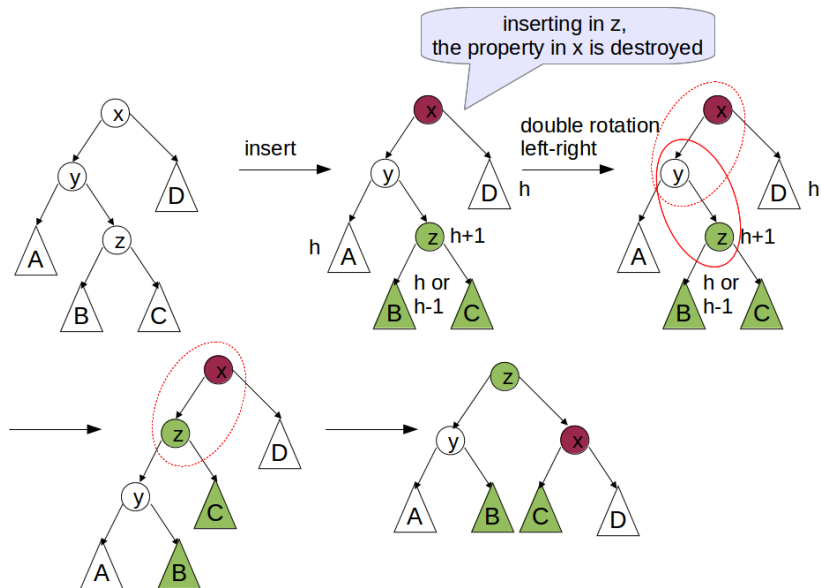 inserting in z,
the property in x is destroyed
x
y
D
A
z
B
C
insert
x
y
D
h
h
A
z
h+1
h or
h-1
B
C
double rotation
left-right
x
y
D
h
A
z
h+1
h or
h-1
B
C
x
z
D
y
C
A
B
z
y
x
A
B
C
D